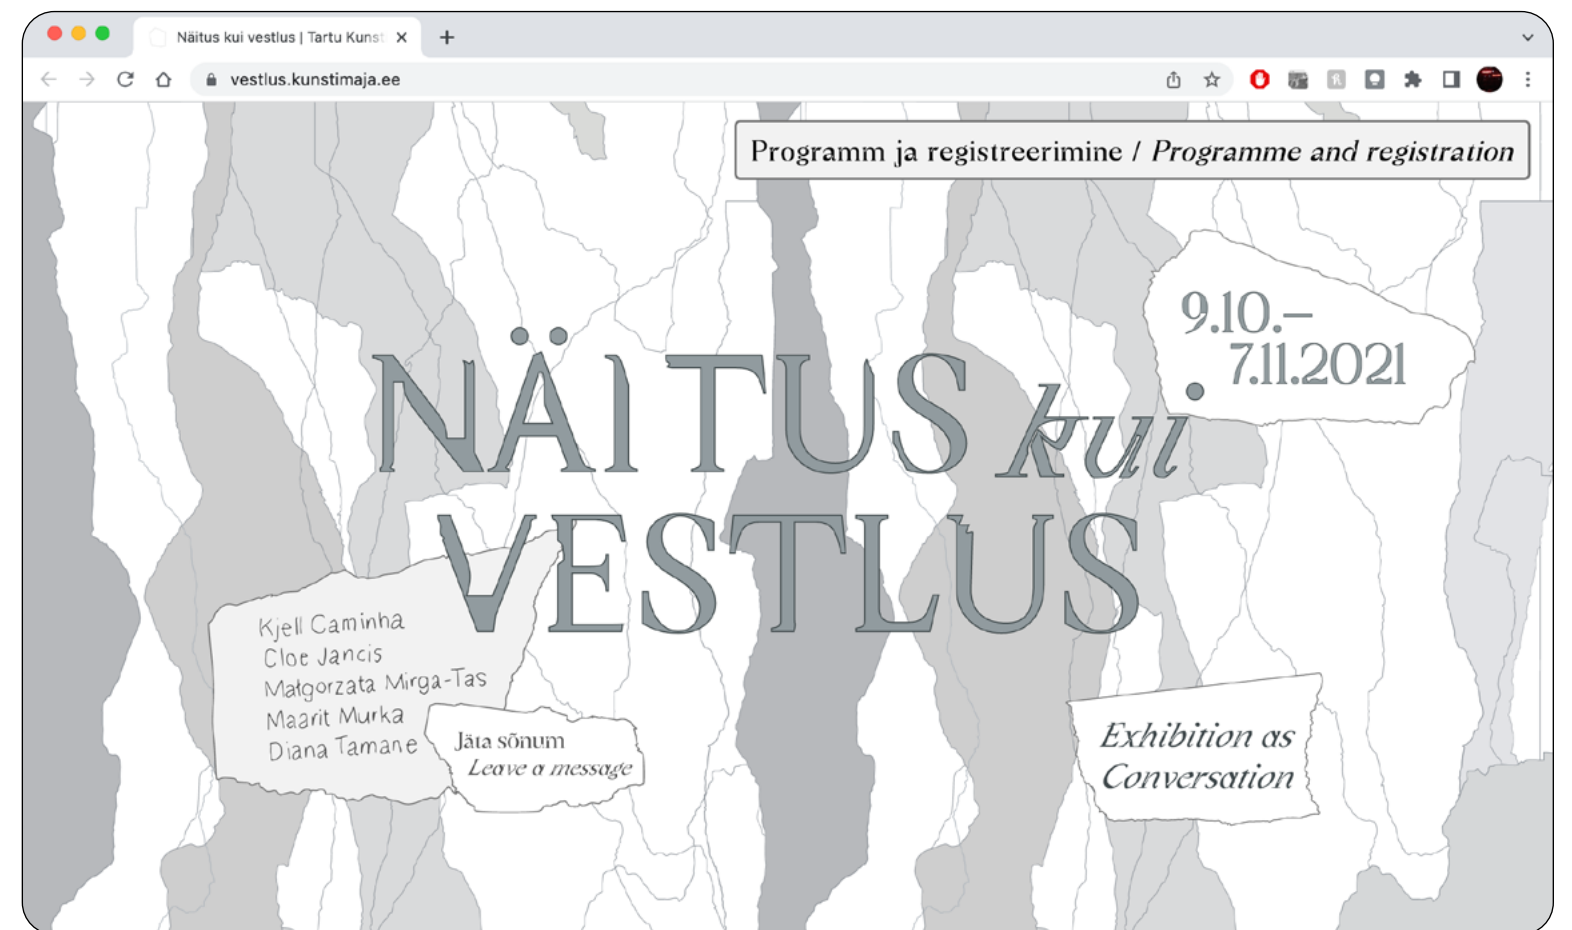 Näitus kui vestlus | Tartu Kunst
vestlus.kunstimaja.ee
Programm ja registreerimine / Programme and registration
9.10.–
7.11.2021
NÄITUS kui
VESTLUS
Kjell Caminha
Cloe Jancis
Małgorzata Mirga-Tas
Maarit Murka
Diana Tamane
Jäta sõnum
Leave a message
Exhibition as
Conversation